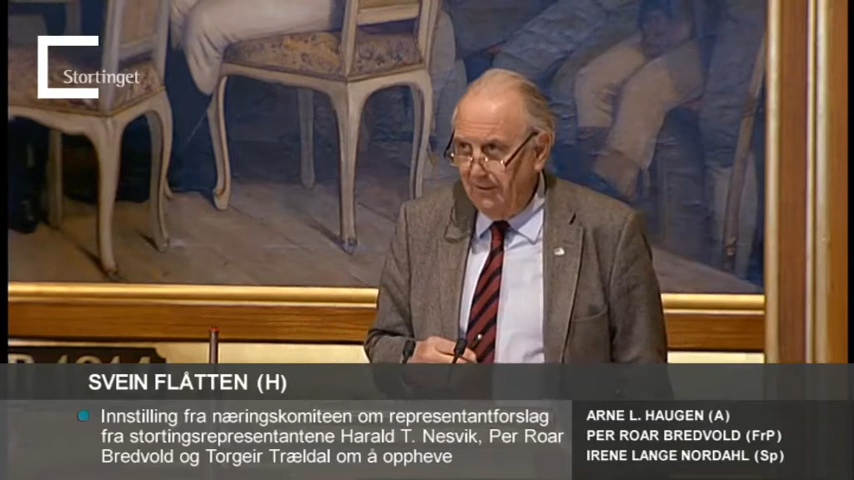 Stortinget
SVEIN FLÅTTEN (H)
Innstilling fra næringskomiteen om representantforslag
fra stortingsrepresentantene Harald T. Nesvik, Per Roar
Bredvold og Torgeir Trældal om å oppheve
ARNE L. HAUGEN (A)
PER ROAR BREDVOLD (FrP)
IRENE LANGE NORDAHL (Sp)